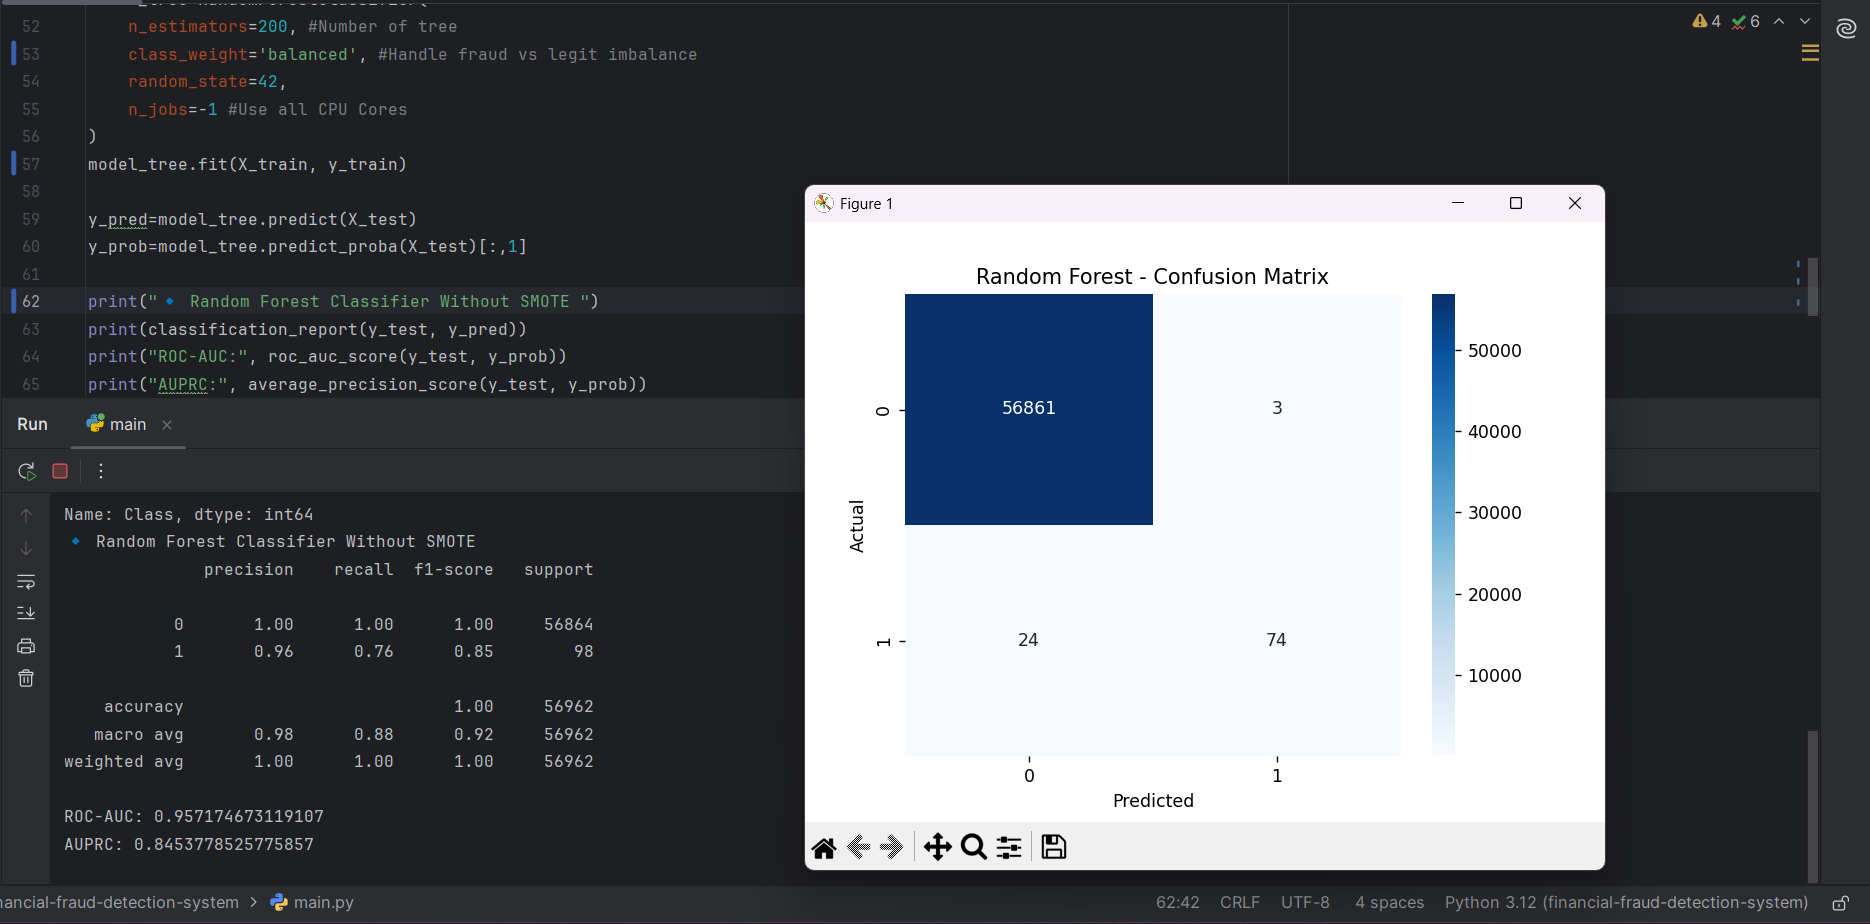 52 n_estimators=200, #Number of tree
53 class_weight='balanced', #Handle fraud vs legit imbalance
54 random_state=42,
55 n_jobs=-1 #Use all CPU Cores
56 )
57 model_tree.fit(X_train, y_train)
58
59 y_pred=model_tree.predict(X_test)
60 y_prob=model_tree.predict_proba(X_test)[:,1]
61
62 print("🔹 Random Forest Classifier Without SMOTE ")
63 print(classification_report(y_test, y_pred))
64 print("ROC-AUC:", roc_auc_score(y_test, y_prob))
65 print("AUPRC:", average_precision_score(y_test, y_prob))
4 6
Run main
Name: Class, dtype: int64
🔹 Random Forest Classifier Without SMOTE
precision recall f1-score support
0 1.00 1.00 1.00 56864
1 0.96 0.76 0.85 98
accuracy 1.00 56962
macro avg 0.98 0.88 0.92 56962
weighted avg 1.00 1.00 1.00 56962
ROC-AUC: 0.957174673119107
AUPRC: 0.8453778525775857
Figure 1
Random Forest - Confusion Matrix
Actual
0
1
56861 3
24 74
0 1
Predicted
50000
40000
30000
20000
10000
nancial-fraud-detection-system > main.py
62:42 CRLF UTF-8 4 spaces Python 3.12 (financial-fraud-detection-system)